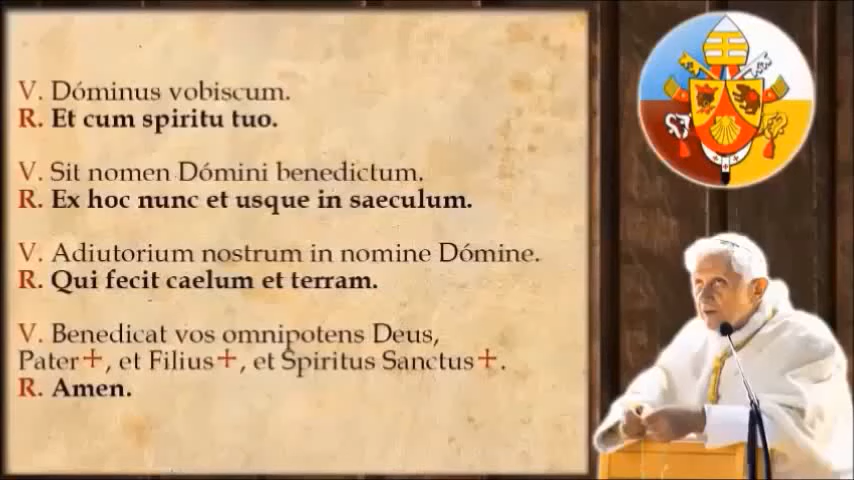 V. Dóminus vobiscum.
R. Et cum spiritu tuo.
V. Sit nomen Dómini benedictum.
R. Ex hoc nunc et usque in saeculum.
V. Adiutorium nostrum in nomine Dómine.
R. Qui fecit caelum et terram.
V. Benedicat vos omnipotens Deus,
Pater✝, et Filius✝, et Spiritus Sanctus✝.
R. Amen.